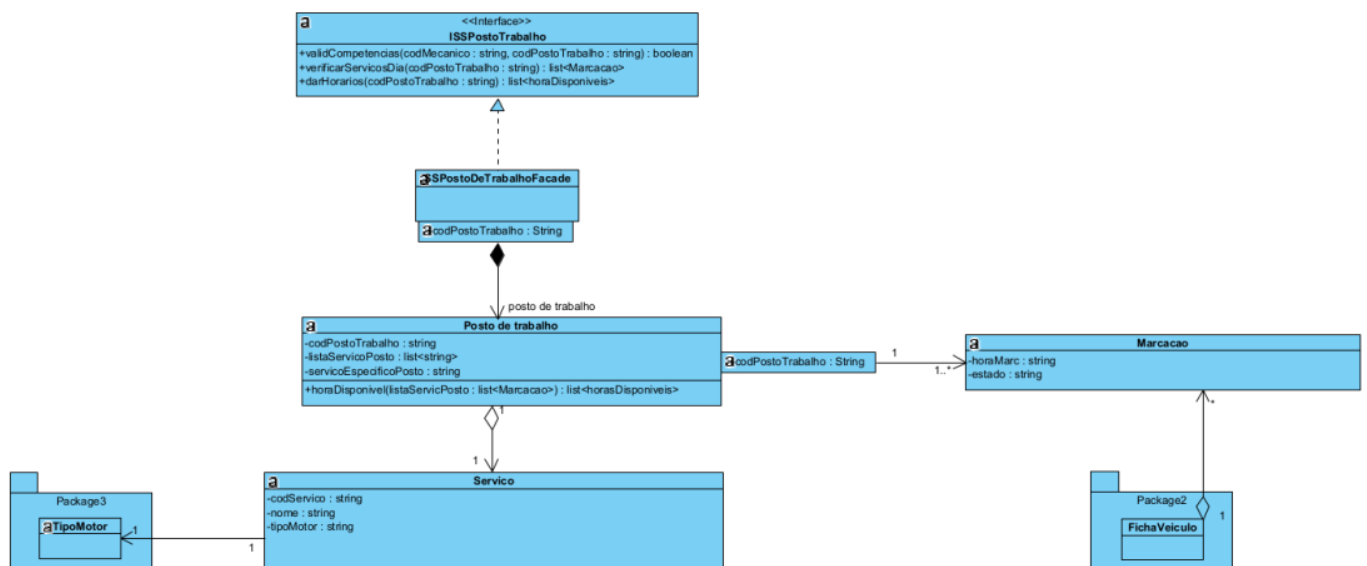 <<Interface>>
ISSPostoTrabalho
+validCompetencias(codMecanico : string, codPostoTrabalho : string) : boolean
+verificarServicosDia(codPostoTrabalho : string) : list<Marcacao>
+darHorarios(codPostoTrabalho : string) : list<horaDisponiveis>
SSPostoDeTrabalhoFacade
codPostoTrabalho : String
posto de trabalho
Posto de trabalho
-codPostoTrabalho : string
-listaServicoPosto : list<string>
-servicoEspecificoPosto : string
+horaDisponivel(listaServicPosto : list<Marcacao>) : list<horasDisponiveis>
codPostoTrabalho : String
1
1..*
Marcacao
-horaMarc : string
-estado : string
1
1
*
Servico
-codServico : string
-nome : string
-tipoMotor : string
Package3
TipoMotor
1
1
Package2
FichaVeiculo
1